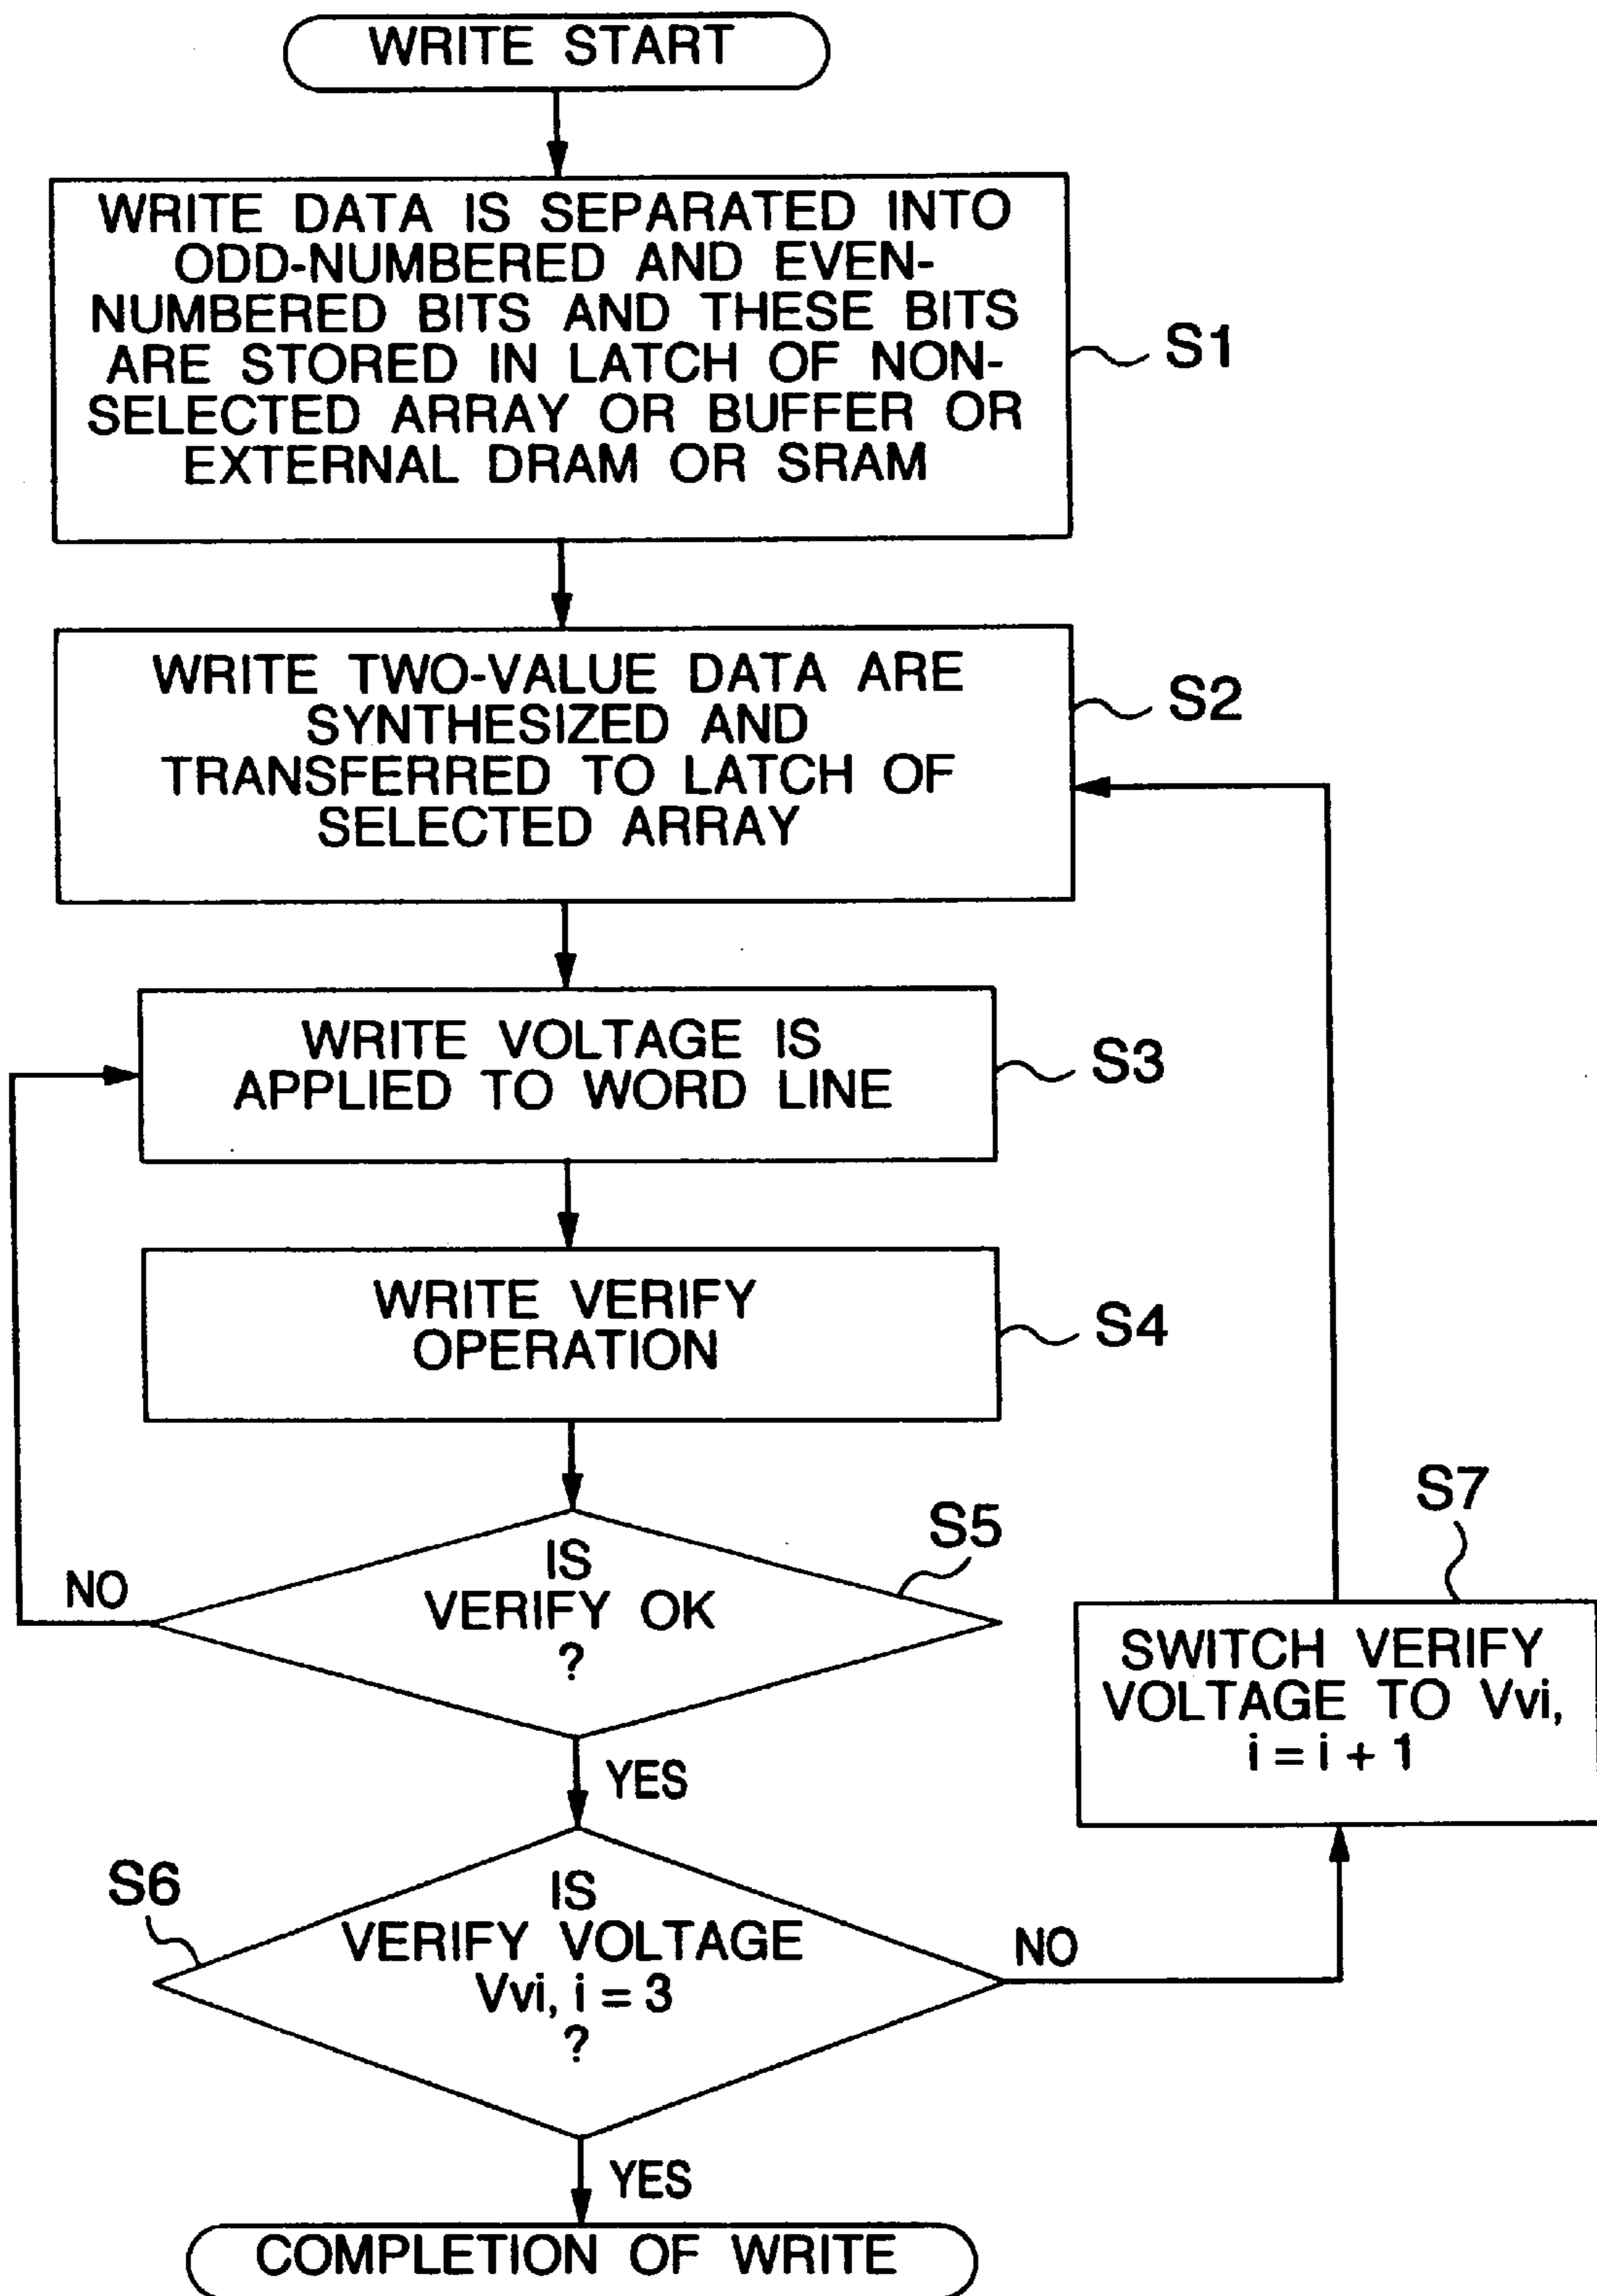 WRITE START
WRITE DATA IS SEPARATED INTO
ODD-NUMBERED AND EVEN-
NUMBERED BITS AND THESE BITS
ARE STORED IN LATCH OF NON-
SELECTED ARRAY OR BUFFER OR
EXTERNAL DRAM OR SRAM
S1
WRITE TWO-VALUE DATA ARE
SYNTHESIZED AND
TRANSFERRED TO LATCH OF
SELECTED ARRAY
S2
WRITE VOLTAGE IS
APPLIED TO WORD LINE
S3
WRITE VERIFY
OPERATION
S4
IS
VERIFY OK
?
S5
NO
YES
S7
SWITCH VERIFY
VOLTAGE TO Vvi,
i = i + 1
S6
IS
VERIFY VOLTAGE
Vvi, i = 3
?
NO
YES
COMPLETION OF WRITE